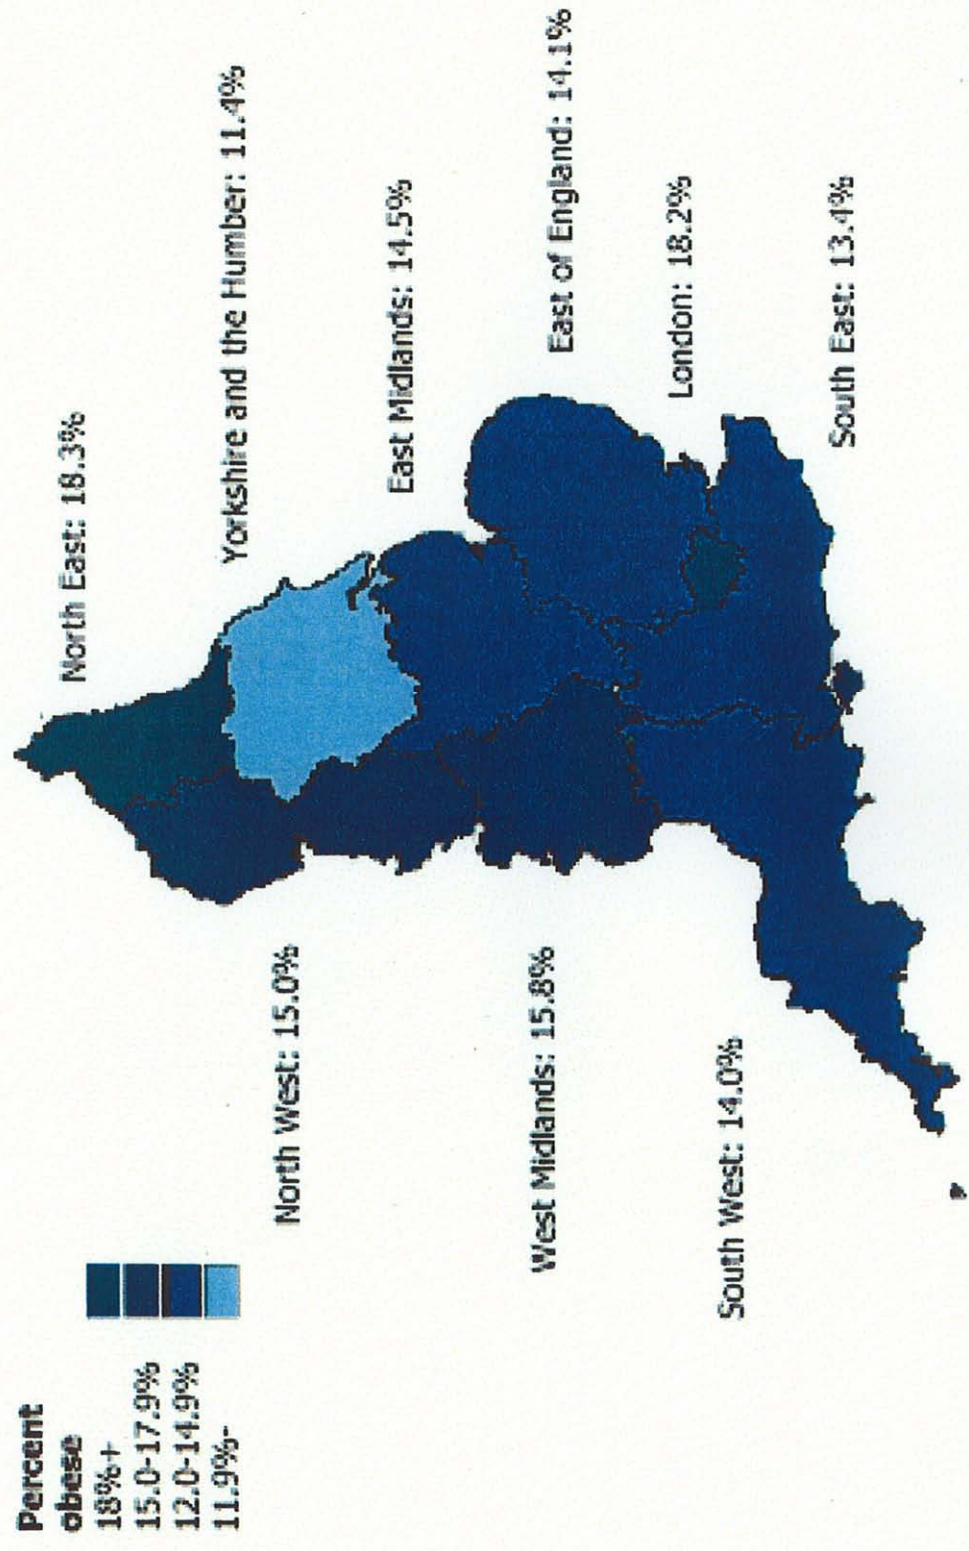 Percent
obese
18%+
15.0-17.9%
12.0-14.9%
11.9%-
North East: 18.3%
Yorkshire and the Humber: 11.4%
North West: 15.0%
East Midlands: 14.5%
West Midlands: 15.8%
East of England: 14.1%
London: 18.2%
South West: 14.0%
South East: 13.4%